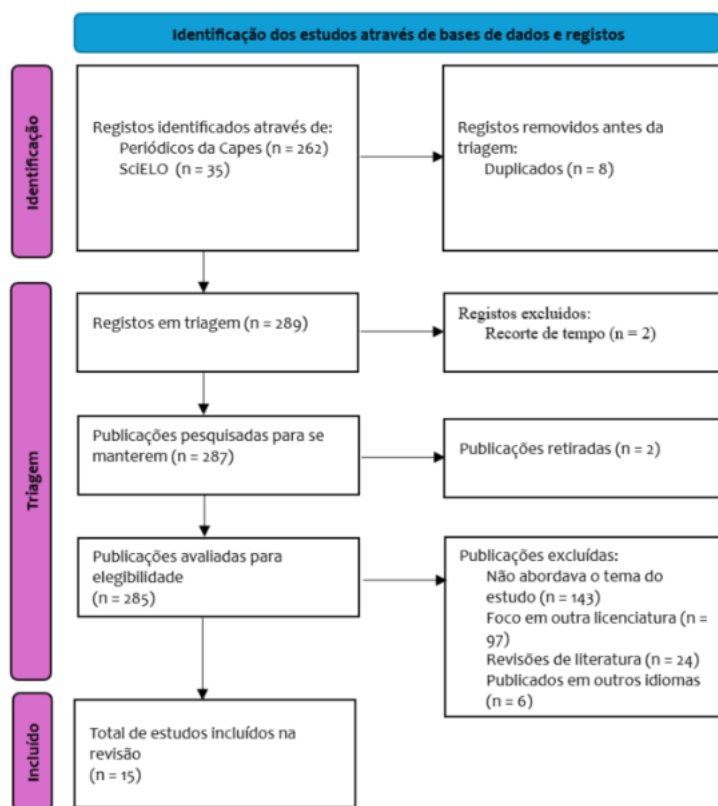 Identificação dos estudos através de bases de dados e registos
Identificação
Registos identificados através de:
Periódicos da Capes (n = 262)
SciELO (n = 35)
Registos removidos antes da
triagem:
Duplicados (n = 8)
Triagem
Registos em triagem (n = 289)
Registos excluídos:
Recorte de tempo (n = 2)
Publicações pesquisadas para se
manterem (n = 287)
Publicações retiradas (n = 2)
Publicações avaliadas para
elegibilidade
(n = 285)
Publicações excluídas:
Não abordava o tema do
estudo (n = 143)
Foco em outra licenciatura (n =
97)
Revisões de literatura (n = 24)
Publicados em outros idiomas
(n = 6)
Incluído
Total de estudos incluídos na
revisão
(n = 15)